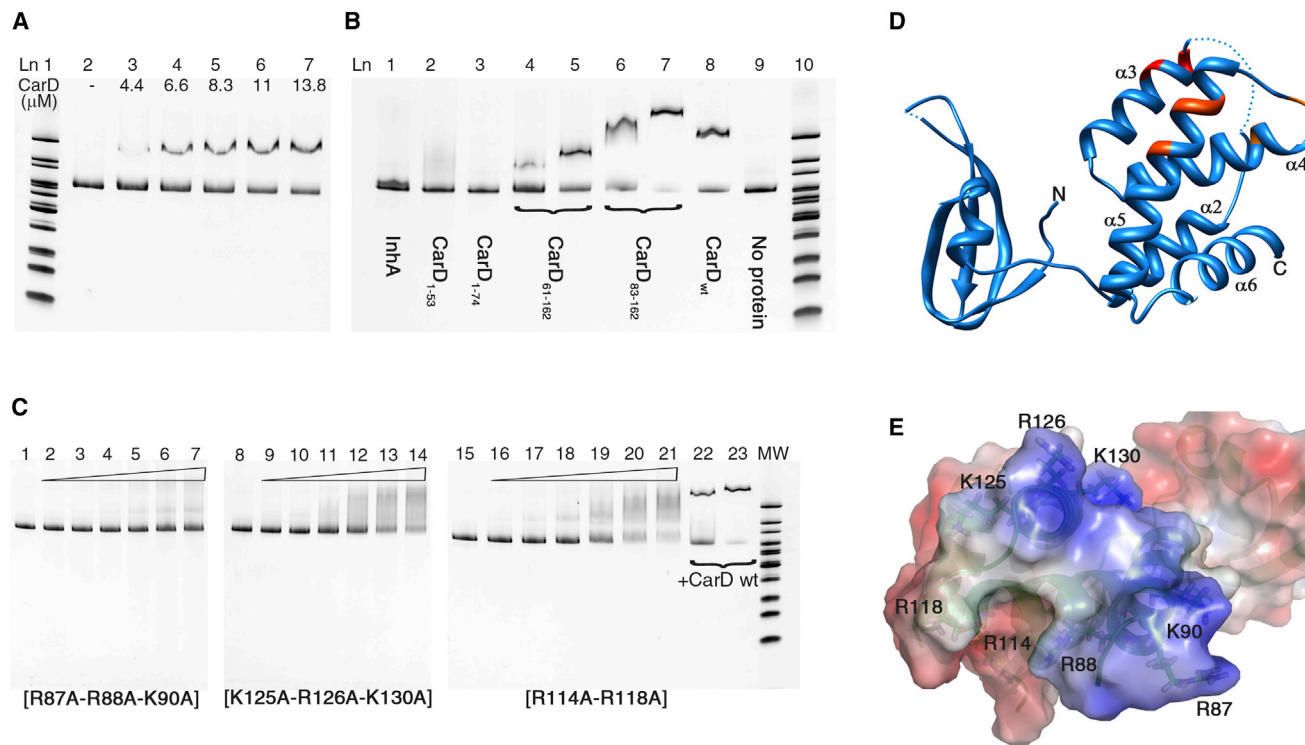 A
Ln 1 2 3 4 5 6 7
CarD - 4.4 6.6 8.3 11 13.8
(μM)
B
Ln 1 2 3 4 5 6 7 8 9 10
InhA
CarD1-53
CarD1-74
CarD61-162
CarD83-162
CarDwt
No protein
C
1 2 3 4 5 6 7 8 9 10 11 12 13 14 15 16 17 18 19 20 21 22 23 MW
+CarD wt
[R87A-R88A-K90A] [K125A-R126A-K130A] [R114A-R118A]
D
α3
α4
N
α5
α2
C
α6
E
R126
K130
K125
R118
R114
R88
K90
R87